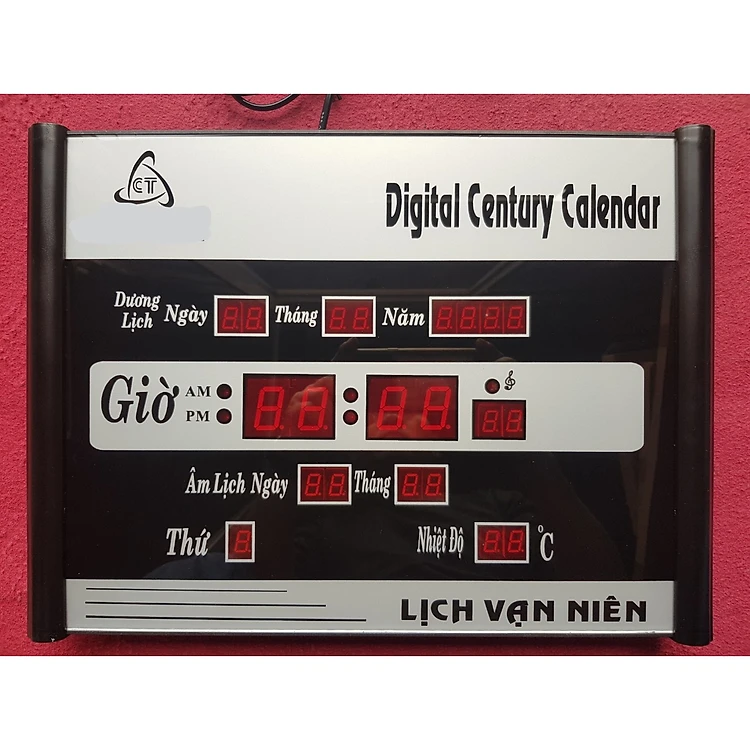 CT
Digital Century Calendar
Dương Lịch Ngày Tháng Năm
Giờ AM PM
Âm Lịch Ngày Tháng
Thứ Nhiệt Độ °C
LỊCH VẠN NIÊN